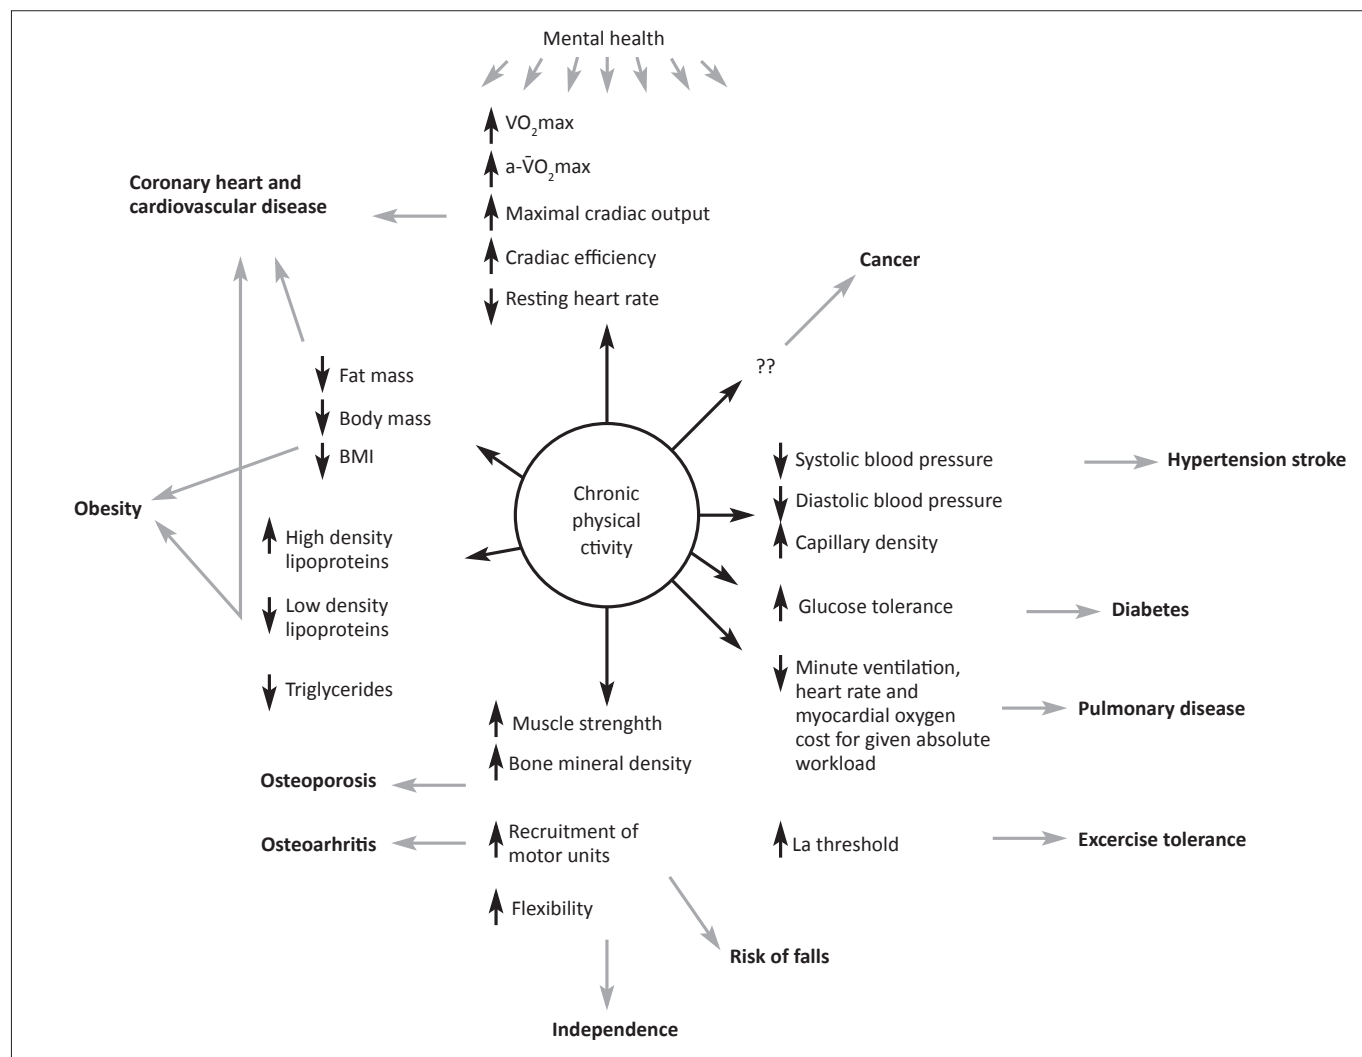 Mental health
VO₂max
a-V̄O₂max
Maximal cradiac output
Cradiac efficiency
Resting heart rate
Coronary heart and
cardiovascular disease
Cancer
??
Fat mass
Body mass
BMI
Obesity
High density
lipoproteins
Low density
lipoproteins
Triglycerides
Chronic
physical
ctivity
Systolic blood pressure
Diastolic blood pressure
Capillary density
Hypertension stroke
Glucose tolerance
Diabetes
Minute ventilation,
heart rate and
myocardial oxygen
cost for given absolute
workload
Pulmonary disease
Muscle strenghth
Bone mineral density
Osteoporosis
Osteoarhritis
Recruitment of
motor units
Flexibility
La threshold
Excercise tolerance
Risk of falls
Independence